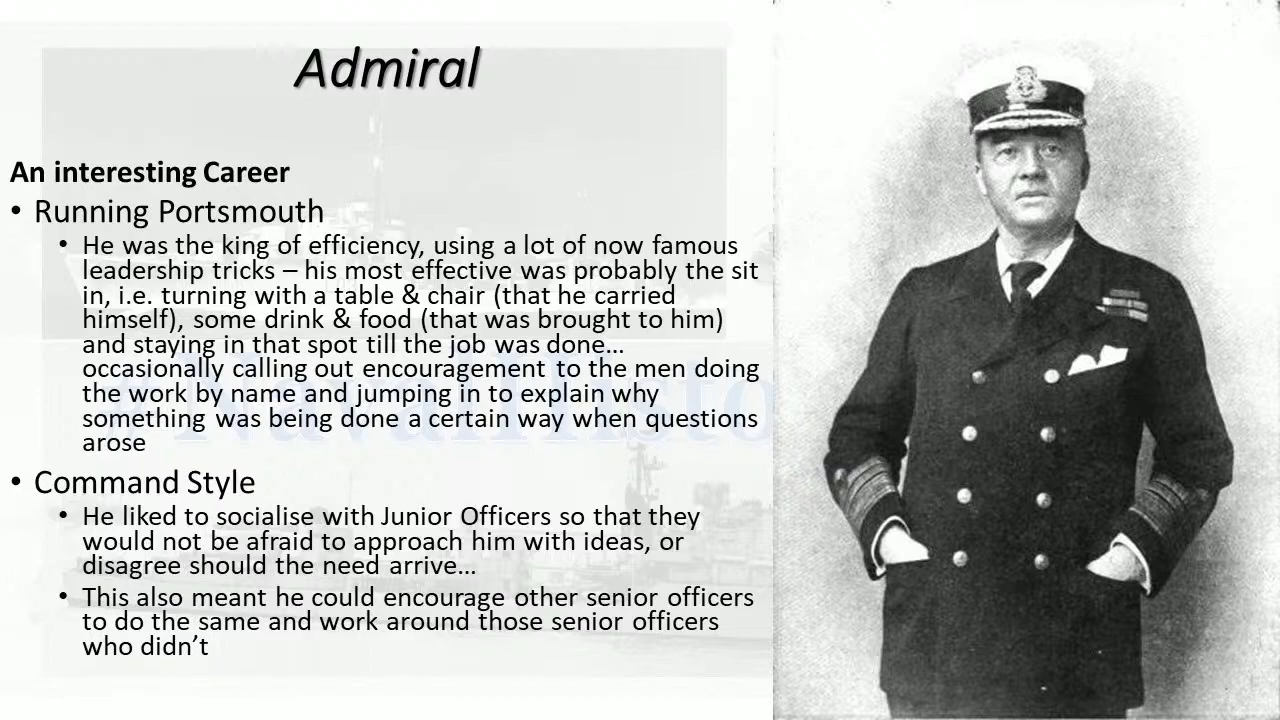 Admiral
An interesting Career
• Running Portsmouth
• He was the king of efficiency, using a lot of now famous
leadership tricks – his most effective was probably the sit
in, i.e. turning with a table & chair (that he carried
himself), some drink & food (that was brought to him)
and staying in that spot till the job was done…
occasionally calling out encouragement to the men doing
the work by name and jumping in to explain why
something was being done a certain way when questions
arose
• Command Style
• He liked to socialise with Junior Officers so that they
would not be afraid to approach him with ideas, or
disagree should the need arrive…
• This also meant he could encourage other senior officers
to do the same and work around those senior officers
who didn’t